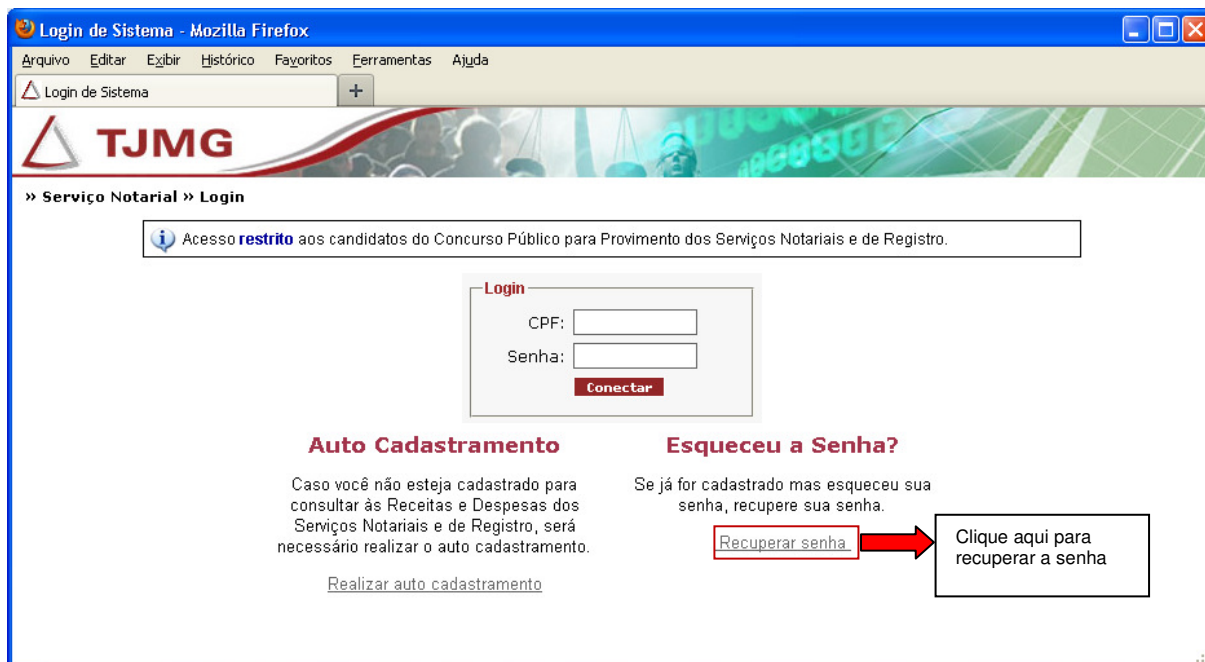 Login de Sistema - Mozilla Firefox
Arquivo Editar Exibir Histórico Favoritos Ferramentas Ajuda
Login de Sistema +
TJMG
» Serviço Notarial » Login
Acesso restrito aos candidatos do Concurso Público para Provimento dos Serviços Notariais e de Registro.
Login
CPF:
Senha:
Conectar
Auto Cadastramento
Caso você não esteja cadastrado para
consultar às Receitas e Despesas dos
Serviços Notariais e de Registro, será
necessário realizar o auto cadastramento.
Realizar auto cadastramento
Esqueceu a Senha?
Se já for cadastrado mas esqueceu sua
senha, recupere sua senha.
Recuperar senha
Clique aqui para
recuperar a senha